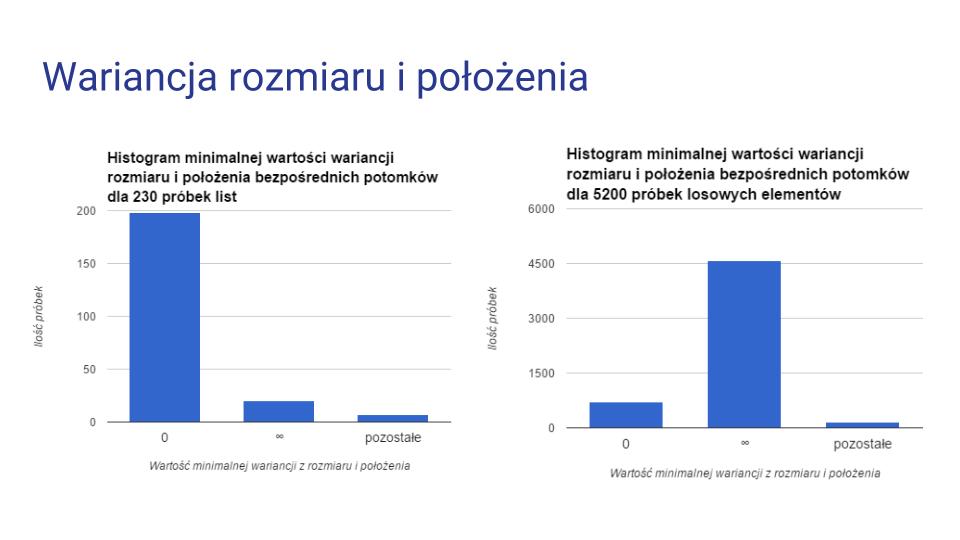 Wariancja rozmiaru i położenia
Histogram minimalnej wartości wariancji
rozmiaru i położenia bezpośrednich potomków
dla 230 próbek list
200
150
100
50
0
Ilość próbek
0
∞
pozostałe
Wartość minimalnej wariancji z rozmiaru i położenia
Histogram minimalnej wartości wariancji
rozmiaru i położenia bezpośrednich potomków
dla 5200 próbek losowych elementów
6000
4500
3000
1500
0
Ilość próbek
0
∞
pozostałe
Wartość minimalnej wariancji z rozmiaru i położenia